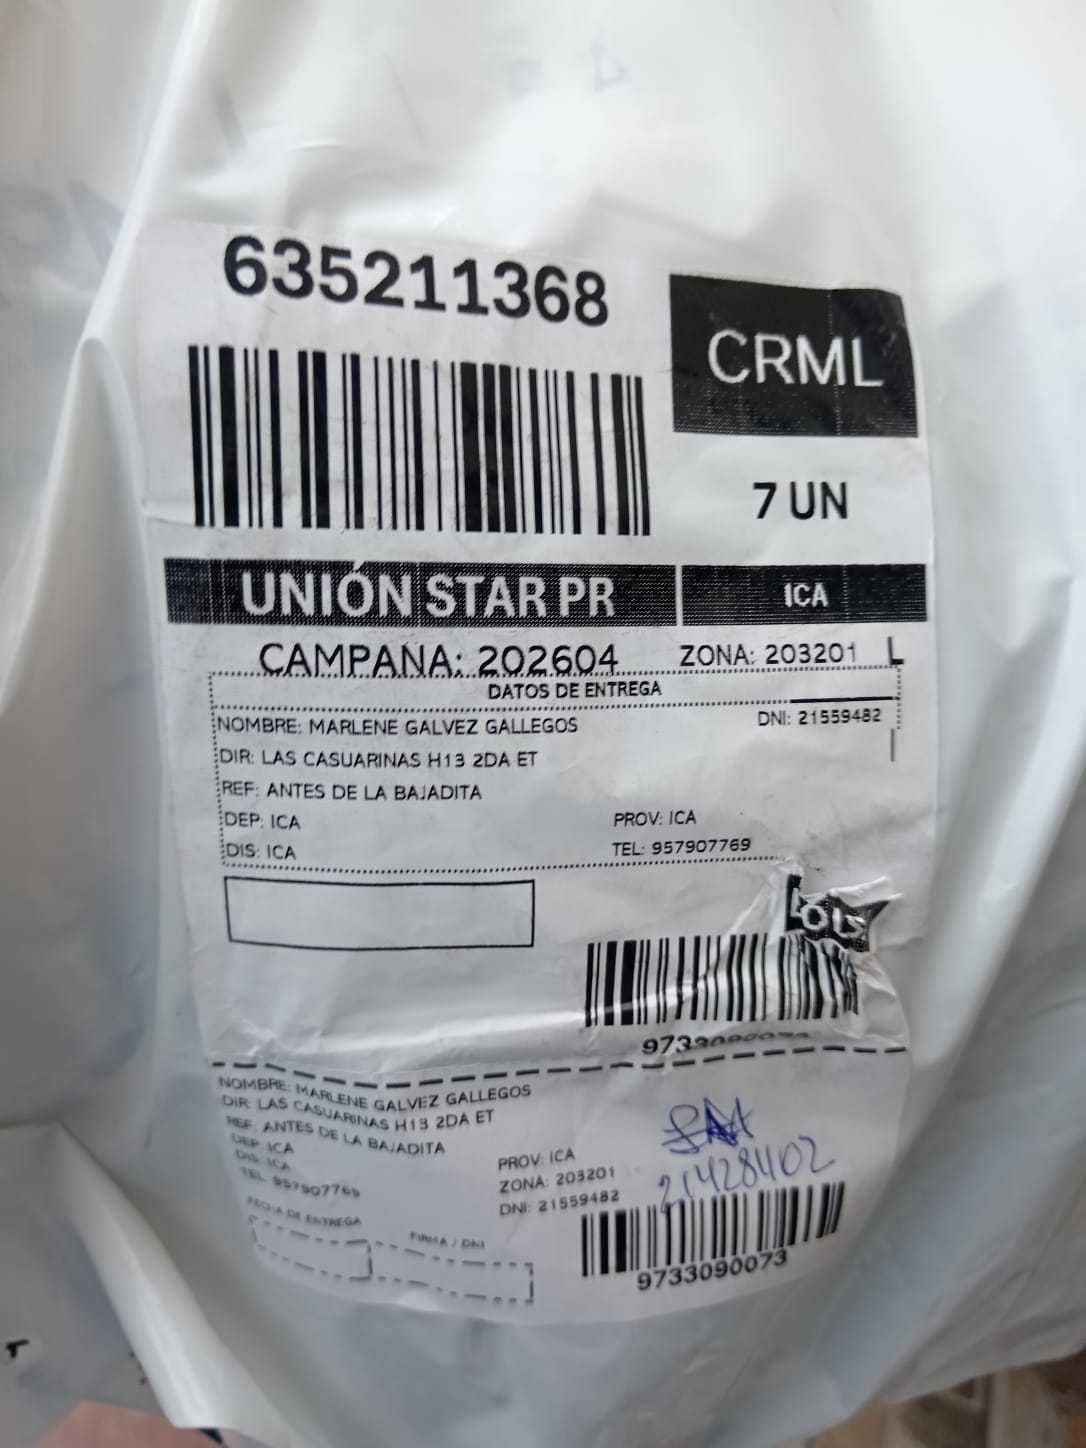 635211368
CRML
7 UN
UNIÓN STAR PR
ICA
CAMPAÑA: 202604 ZONA: 203201 L
DATOS DE ENTREGA
NOMBRE: MARLENE GALVEZ GALLEGOS DNI: 21559482
DIR: LAS CASUARINAS H13 2DA ET
REF: ANTES DE LA BAJADITA
DEP: ICA PROV: ICA
DIS: ICA TEL: 957907769
NOMBRE: MARLENE GALVEZ GALLEGOS
DIR: LAS CASUARINAS H13 2DA ET
REF: ANTES DE LA BAJADITA
DEP: ICA PROV: ICA
DIS: ICA ZONA: 203201
TEL: 957907769 DNI: 21559482
21428402
FECHA DE ENTREGA FIRMA / DNI
9733090073